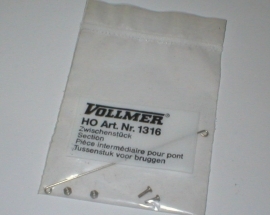 VOLLMER
HO Art. Nr. 1316
Zwischenstück
Section
Pièce intermédiaire pour pont
Tussenstuk voor bruggen